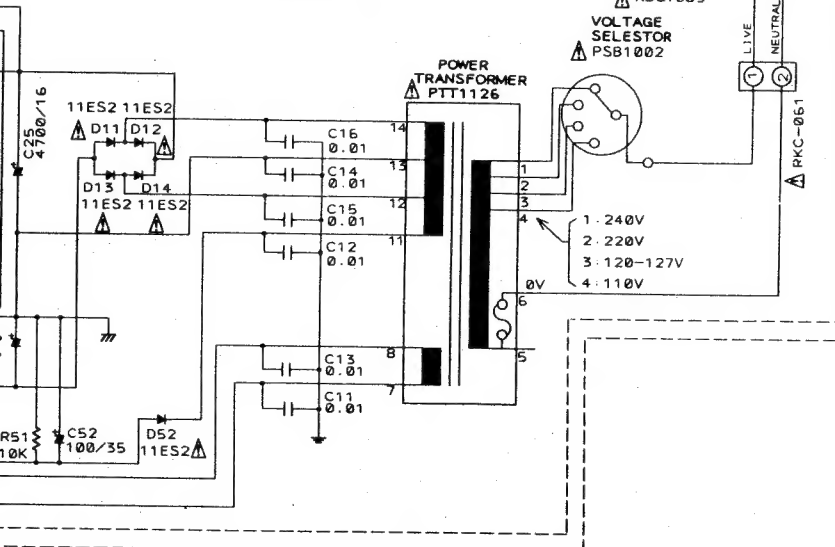 VOLTAGE
SELESTOR
PSB1002
LIVE
NEUTRAL
1
2
PKC-061
POWER
TRANSFORMER
PTT1126
C25
4700/16
11ES2 11ES2
D11 D12
D13 D14
11ES2 11ES2
C16
0.01
C14
0.01
C15
0.01
C12
0.01
C13
0.01
C11
0.01
14
13
12
11
8
7
1
2
3
4
0V
6
5
1.240V
2.220V
3:120-127V
4:110V
R51
10K
C52
100/35
D52
11ES2